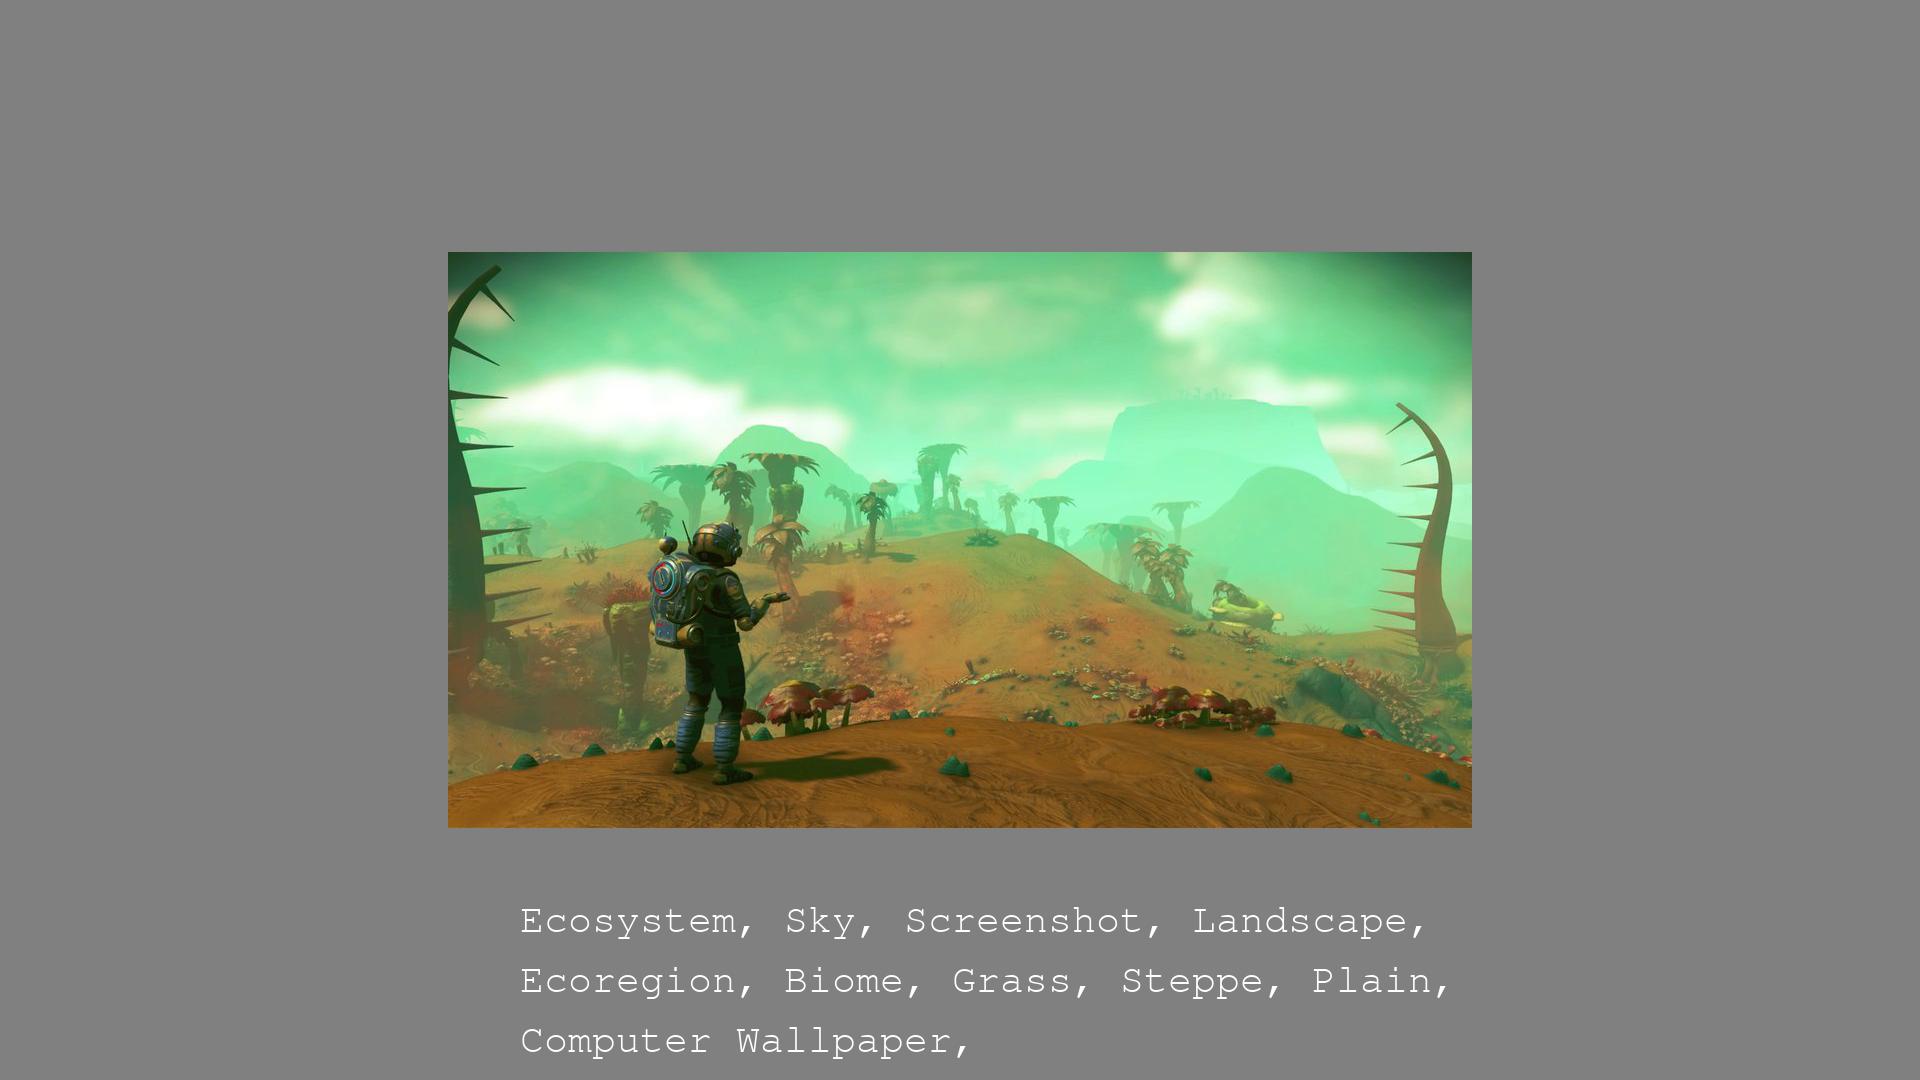 Ecosystem, Sky, Screenshot, Landscape,
Ecoregion, Biome, Grass, Steppe, Plain,
Computer Wallpaper,